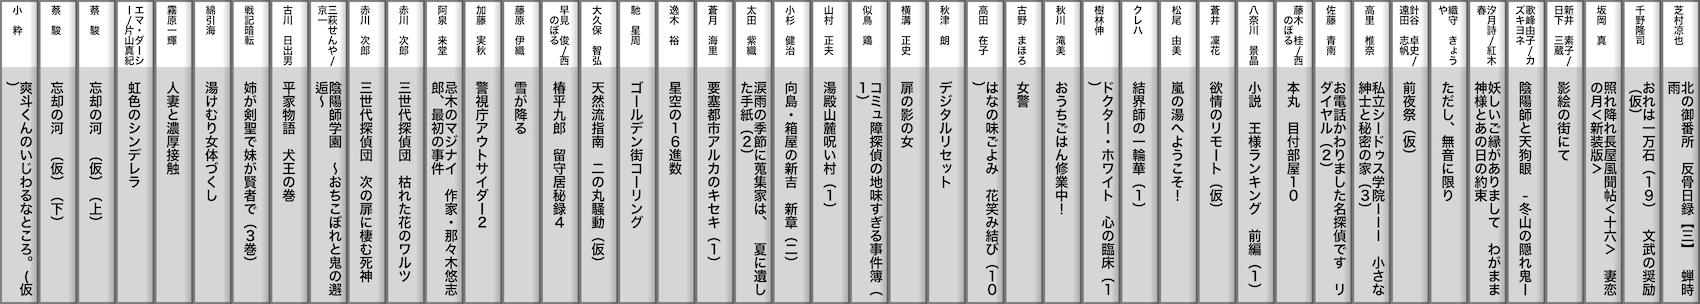 芝村凉也
北の御番所　反骨日録【三】　蝉時
雨
千野隆司
おれは一万石（１９）　文武の奨励
（仮）
坂岡　真
照れ降れ長屋風聞帖＜十六＞　妻恋
の月＜新装版＞
新井　素子/
日下　三蔵
影絵の街にて
歌峰由子/カ
ズキヨネ
陰陽師と天狗眼　-冬山の隠れ鬼ー
汐月詩/紅木
春
妖しいご縁がありまして　わがまま
神様とあの日の約束
織守　きょう
や
ただし、無音に限り
針谷　卓史/
遠田　志帆
前夜祭（仮）
高里　椎奈
私立シードゥス学院ーーー　小さな
紳士と秘密の家（３）
佐藤　青南
お電話かわりました名探偵です　リ
ダイヤル（２）
藤木　桂/西
のぼる
本丸　目付部屋１０
八奈川　景晶
小説　王様ランキング　前編（１）
蒼井　凜花
欲情のリモート（仮）
松尾　由美
嵐の湯へようこそ！
クレハ
結界師の一輪華（１）
樹林伸
ドクター・ホワイト　心の臨床（１
）
秋川　滝美
おうちごはん修業中！
古野　まほろ
女警
高田　在子
はなの味ごよみ　花笑み結び（１０
）
秋津　朗
デジタルリセット
横溝　正史
扉の影の女
似鳥　鶏
コミュ障探偵の地味すぎる事件簿（
１）
山村　正夫
湯殿山麓呪い村（１）
小杉　健治
向島・箱屋の新吉　新章（二）
太田　紫織
涙雨の季節に蒐集家は、　夏に遺し
た手紙（２）
蒼月　海里
要塞都市アルカのキセキ（１）
逸木　裕
星空の１６進数
馳　星周
ゴールデン街コーリング
大久保　智弘
天然流指南　二の丸騒動（仮）
早見　俊/西
のぼる
椿平九郎　留守居秘録４
藤原　伊織
雪が降る
加藤　実秋
警視庁アウトサイダー２
阿泉　来堂
忌木のマジナイ　作家・那々木悠志
郎、最初の事件
赤川　次郎
三世代探偵団　枯れた花のワルツ
赤川　次郎
三世代探偵団　次の扉に棲む死神
三萩せんや/
京一
陰陽師学園　～おちこぼれと鬼の邂
逅～
古川　日出男
平家物語　犬王の巻
戦記暗転
姉が剣聖で妹が賢者で（３巻）
綿引海
湯けむり女体づくし
霧原一輝
人妻と濃厚接触
エマ・ダーシ
ー/片山真紀
虹色のシンデレラ
蔡　駿
忘却の河　（仮）（上）
蔡　駿
忘却の河　（仮）（下）
小　粋
爽斗くんのいじわるなところ。（仮
）